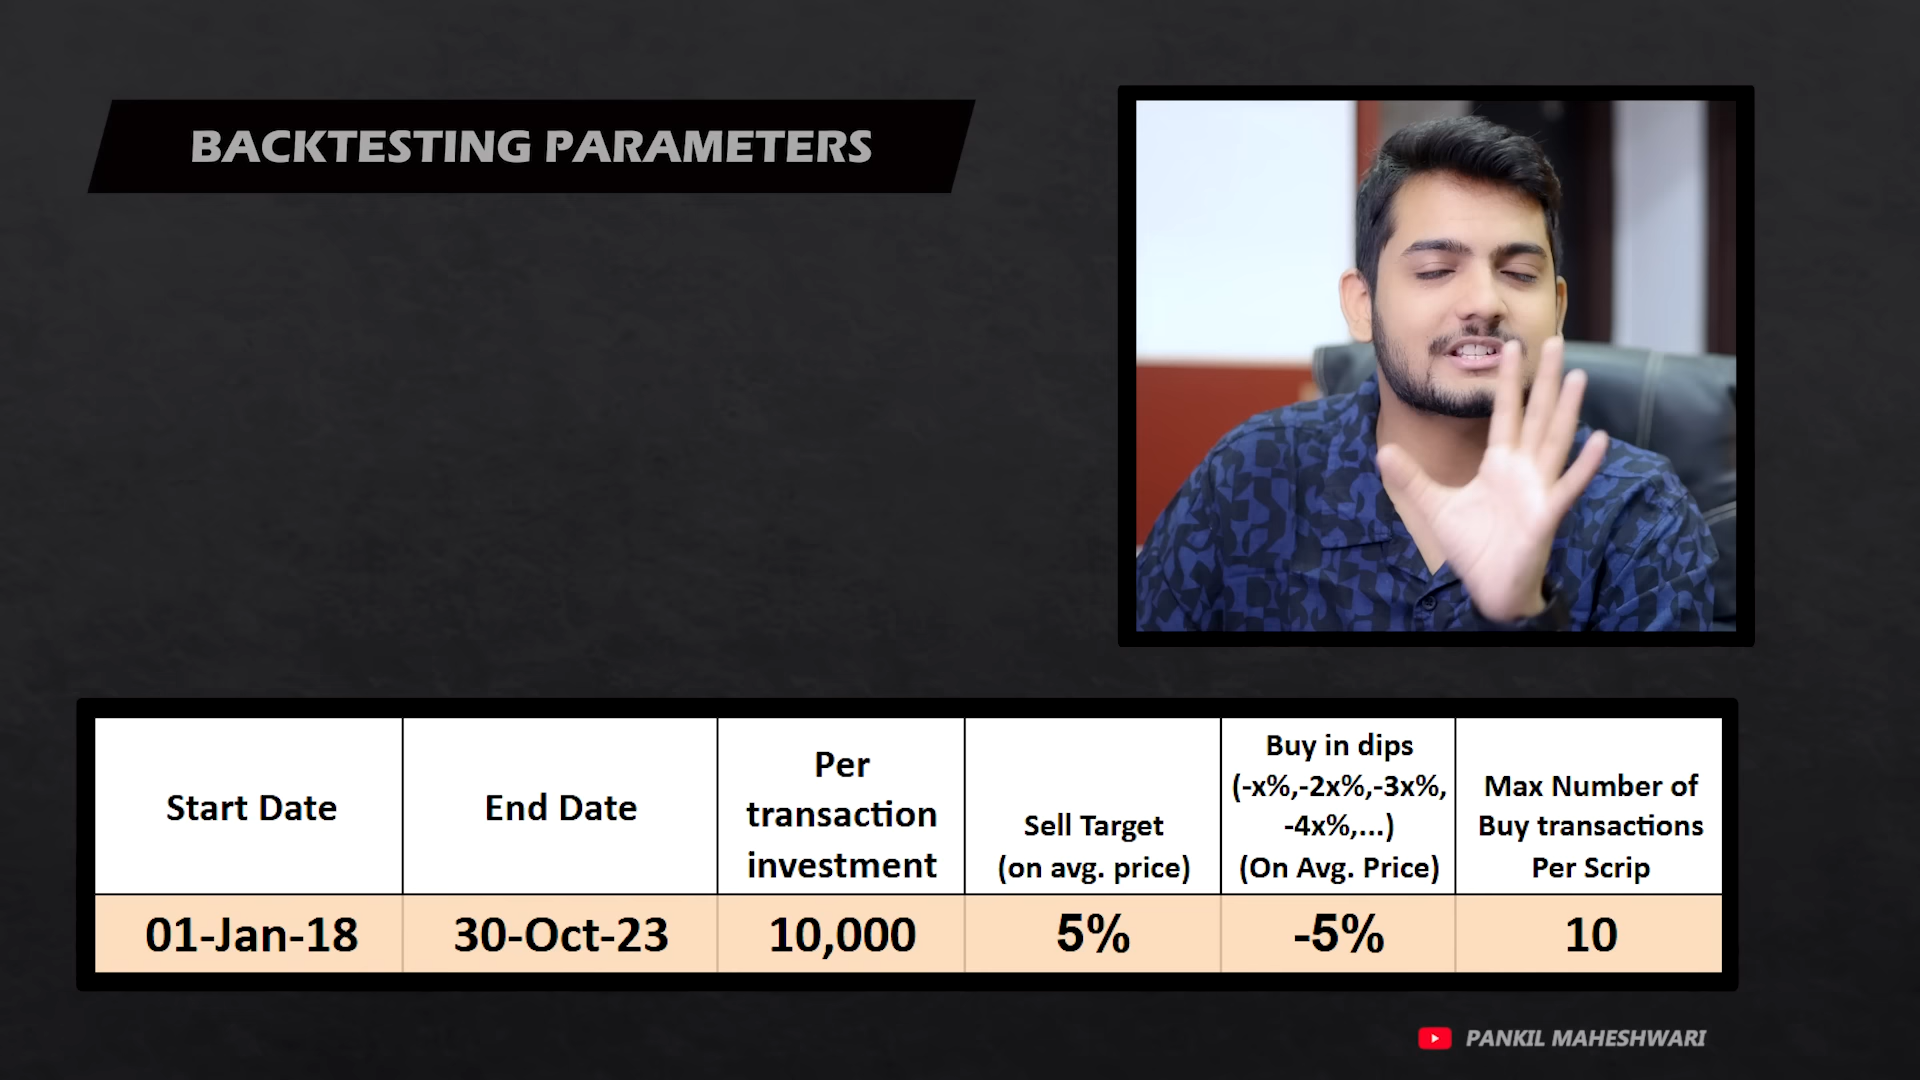 BACKTESTING PARAMETERS
Start Date
End Date
Per
transaction
investment
Sell Target
(on avg. price)
Buy in dips
(-x%,-2x%,-3x%,
-4x%,...)
(On Avg. Price)
Max Number of
Buy transactions
Per Scrip
01-Jan-18
30-Oct-23
10,000
5%
-5%
10
PANKIL MAHESHWARI